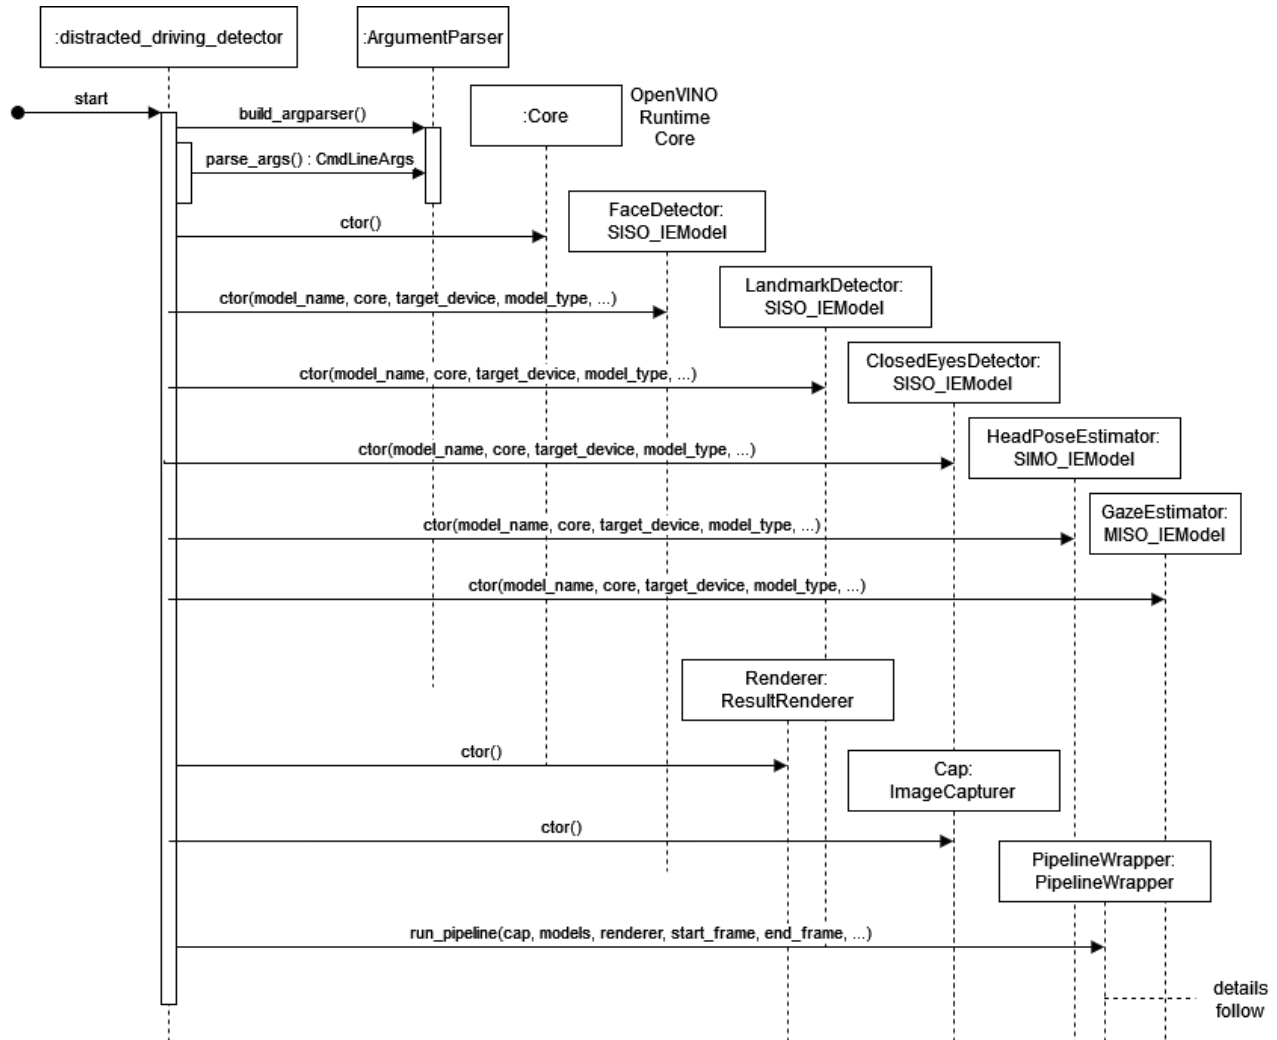 :distracted_driving_detector
:ArgumentParser
start
build_argparser()
:Core
OpenVINO
Runtime
Core
parse_args() : CmdLineArgs
FaceDetector:
SISO_IEModel
ctor()
LandmarkDetector:
SISO_IEModel
ctor(model_name, core, target_device, model_type, ...)
ClosedEyesDetector:
SISO_IEModel
ctor(model_name, core, target_device, model_type, ...)
HeadPoseEstimator:
SIMO_IEModel
ctor(model_name, core, target_device, model_type, ...)
GazeEstimator:
MISO_IEModel
ctor(model_name, core, target_device, model_type, ...)
ctor(model_name, core, target_device, model_type, ...)
Renderer:
ResultRenderer
ctor()
Cap:
ImageCapturer
ctor()
PipelineWrapper:
PipelineWrapper
run_pipeline(cap, models, renderer, start_frame, end_frame, ...)
details
follow